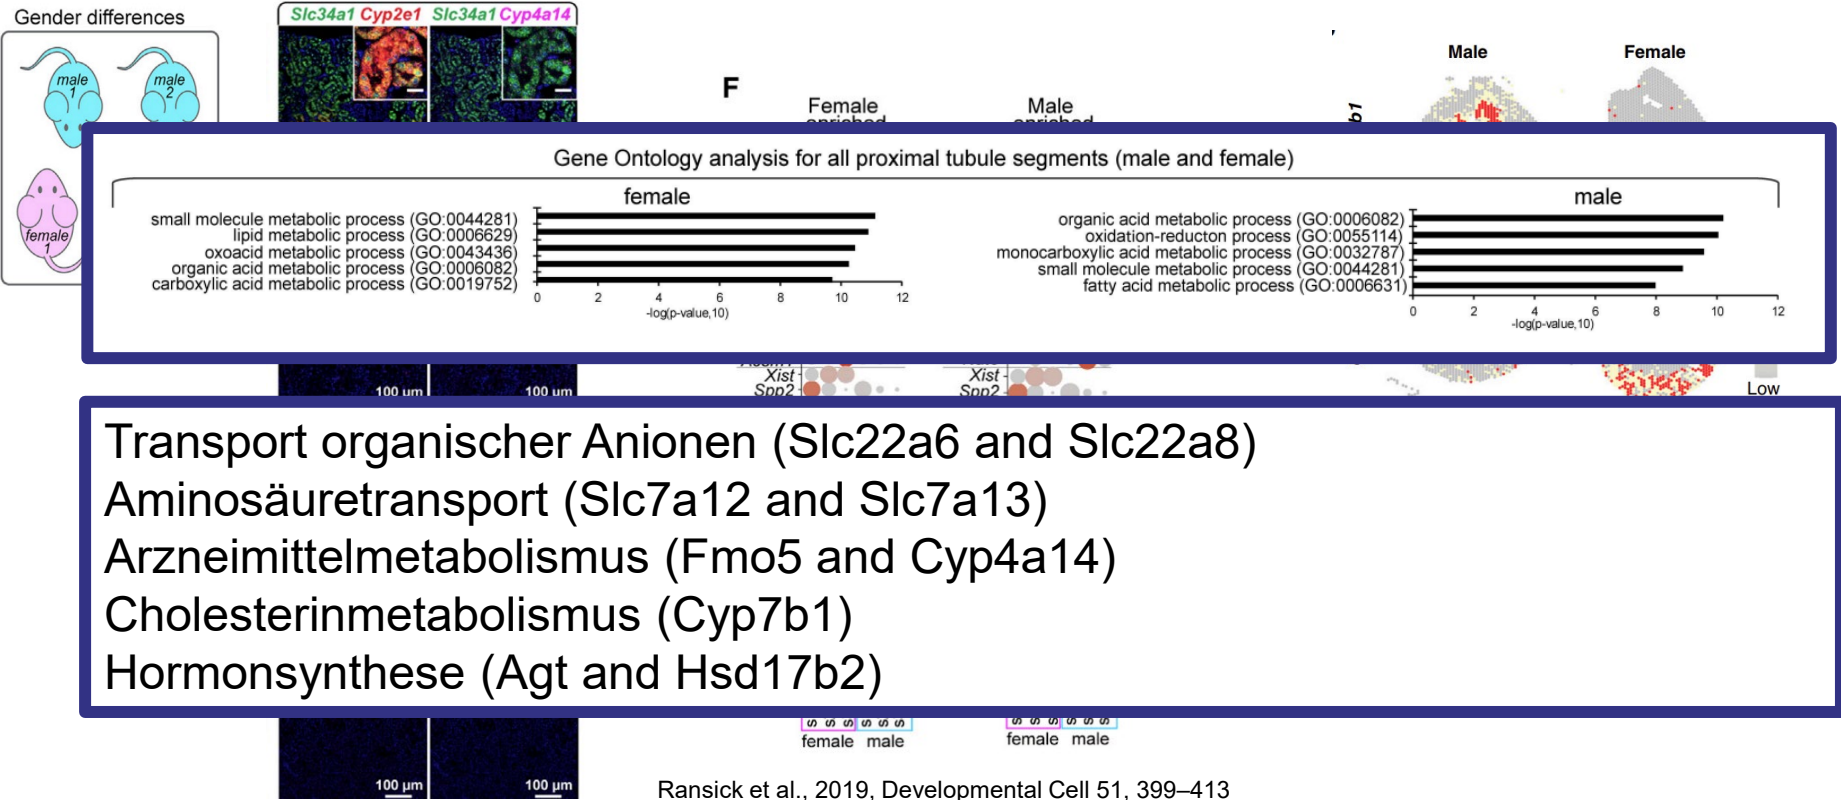 Gender differences
male 1
male 2
female 1
Slc34a1 Cyp2e1 Slc34a1 Cyp4a14
F
Female enriched
Male enriched
Male
Female
b1
Gene Ontology analysis for all proximal tubule segments (male and female)
female
small molecule metabolic process (GO:0044281)
lipid metabolic process (GO:0006629)
oxoacid metabolic process (GO:0043436)
organic acid metabolic process (GO:0006082)
carboxylic acid metabolic process (GO:0019752)
0 2 4 6 8 10 12
-log(p-value,10)
male
organic acid metabolic process (GO:0006082)
oxidation-reducton process (GO:0055114)
monocarboxylic acid metabolic process (GO:0032787)
small molecule metabolic process (GO:0044281)
fatty acid metabolic process (GO:0006631)
0 2 4 6 8 10 12
-log(p-value,10)
100 µm
100 µm
Xist
Spp2
Xist
Spp2
Low
Transport organischer Anionen (Slc22a6 and Slc22a8)
Aminosäuretransport (Slc7a12 and Slc7a13)
Arzneimittelmetabolismus (Fmo5 and Cyp4a14)
Cholesterinmetabolismus (Cyp7b1)
Hormonsynthese (Agt and Hsd17b2)
S S S S S S
female male
S S S S S S
female male
100 µm
100 µm
Ransick et al., 2019, Developmental Cell 51, 399–413